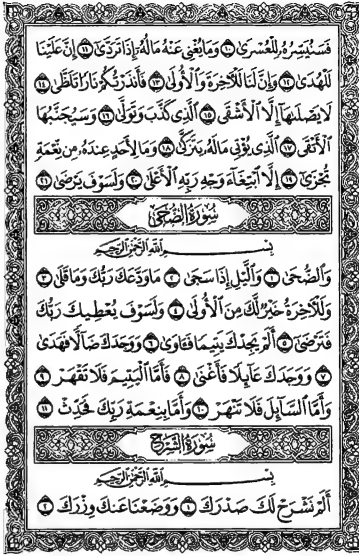 فَسَنُيَسِّرُهُۥ لِلْعُسْرَىٰ ١٠ وَمَا يُغْنِي عَنْهُ مَالُهُۥٓ إِذَا تَرَدَّىٰٓ ١١ إِنَّ عَلَيْنَا
لَلْهُدَىٰ ١٢ وَإِنَّ لَنَا لَلْـَٔاخِرَةَ وَٱلْأُولَىٰ ١٣ فَأَنذَرْتُكُمْ نَارًا تَلَظَّىٰ ١٤
لَا يَصْلَىٰهَآ إِلَّا ٱلْأَشْقَى ١٥ ٱلَّذِي كَذَّبَ وَتَوَلَّىٰ ١٦ وَسَيُجَنَّبُهَا
ٱلْأَتْقَى ١٧ ٱلَّذِي يُؤْتِي مَالَهُۥ يَتَزَكَّىٰ ١٨ وَمَا لِأَحَدٍ عِندَهُۥ مِن نِّعْمَةٍ
تُجْزَىٰٓ ١٩ إِلَّا ٱبْتِغَآءَ وَجْهِ رَبِّهِ ٱلْأَعْلَىٰ ٢٠ وَلَسَوْفَ يَرْضَىٰ ٢١
سُورَةُ الضُّحَىٰ
بِسْمِ ٱللَّهِ ٱلرَّحْمَٰنِ ٱلرَّحِيمِ
وَٱلضُّحَىٰ ١ وَٱلَّيْلِ إِذَا سَجَىٰ ٢ مَا وَدَّعَكَ رَبُّكَ وَمَا قَلَىٰ ٣
وَلَلْـَٔاخِرَةُ خَيْرٌ لَّكَ مِنَ ٱلْأُولَىٰ ٤ وَلَسَوْفَ يُعْطِيكَ رَبُّكَ
فَتَرْضَىٰٓ ٥ أَلَمْ يَجِدْكَ يَتِيمًا فَـَٔاوَىٰ ٦ وَوَجَدَكَ ضَآلًّا فَهَدَىٰ
٧ وَوَجَدَكَ عَآئِلًا فَأَغْنَىٰ ٨ فَأَمَّا ٱلْيَتِيمَ فَلَا تَقْهَرْ ٩
وَأَمَّا ٱلسَّآئِلَ فَلَا تَنْهَرْ ١٠ وَأَمَّا بِنِعْمَةِ رَبِّكَ فَحَدِّثْ ١١
سُورَةُ الشَّرْحِ
بِسْمِ ٱللَّهِ ٱلرَّحْمَٰنِ ٱلرَّحِيمِ
أَلَمْ نَشْرَحْ لَكَ صَدْرَكَ ١ وَوَضَعْنَا عَنكَ وِزْرَكَ ٢